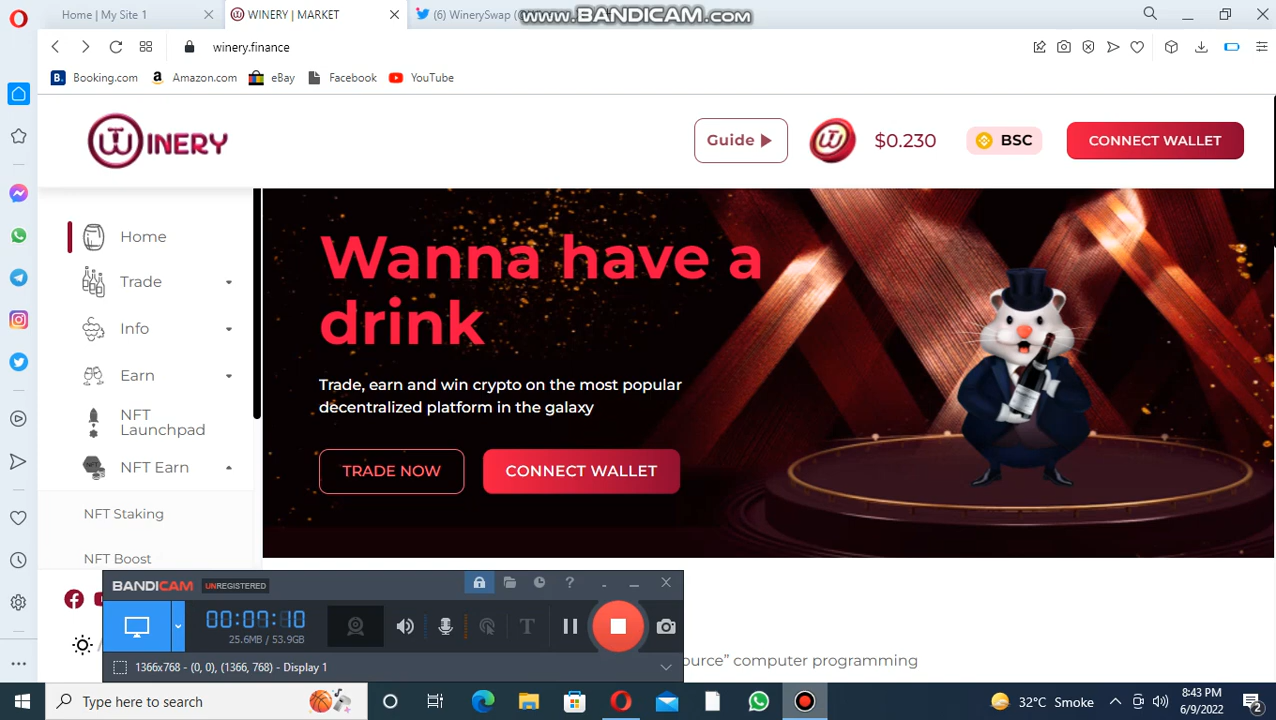 Home | My Site 1
WINERY | MARKET
(6) WinerySwap (
www.BANDICAM.com
winery.finance
Booking.com
Amazon.com
eBay
Facebook
YouTube
WINERY
Guide
$0.230
BSC
CONNECT WALLET
Home
Trade
Info
Earn
NFT
Launchpad
NFT Earn
NFT Staking
NFT Boost
Wanna have a
drink
Trade, earn and win crypto on the most popular
decentralized platform in the galaxy
TRADE NOW
CONNECT WALLET
BANDICAM UNREGISTERED
00:07:10
25.6MB / 53.9GB
1366x768 - (0, 0), (1366, 768) - Display 1
ource” computer programming
Type here to search
32°C Smoke
8:43 PM
6/9/2022
2